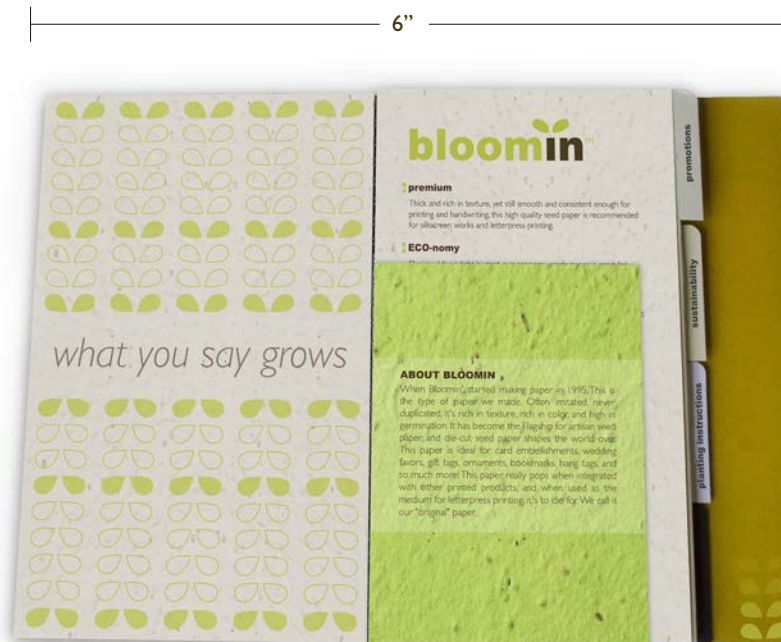 6”
bloomin
premium
Thick and rich in texture, yet still smooth and consistent enough for
printing and handwriting, this high quality seed paper is recommended
for silkscreen works and letterpress printing.
ECO-nomy
what you say grows
ABOUT BLOOMIN
When Bloomin' started making paper in 1995, This is
the type of paper we made. Often imitated never
duplicated, it's rich in texture, rich in color, and high in
germination. It has become the Flagship for artisan seed
paper, and die-cut seed paper shapes the world over.
This paper is ideal for card embellishments, wedding
favors, gift tags, ornaments, bookmarks, hang tags, and
so much more! This paper really pops when integrated
with other printed products, and when used as the
medium for letterpress printing, it's to die for. We call it
our "original" paper.
promotions
sustainability
planting instructions